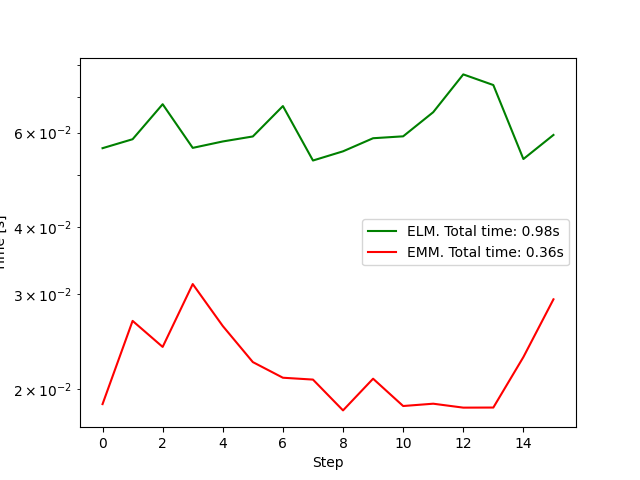 6 × 10⁻²
4 × 10⁻²
3 × 10⁻²
2 × 10⁻²
Time [s]
ELM. Total time: 0.98s
EMM. Total time: 0.36s
0 2 4 6 8 10 12 14
Step